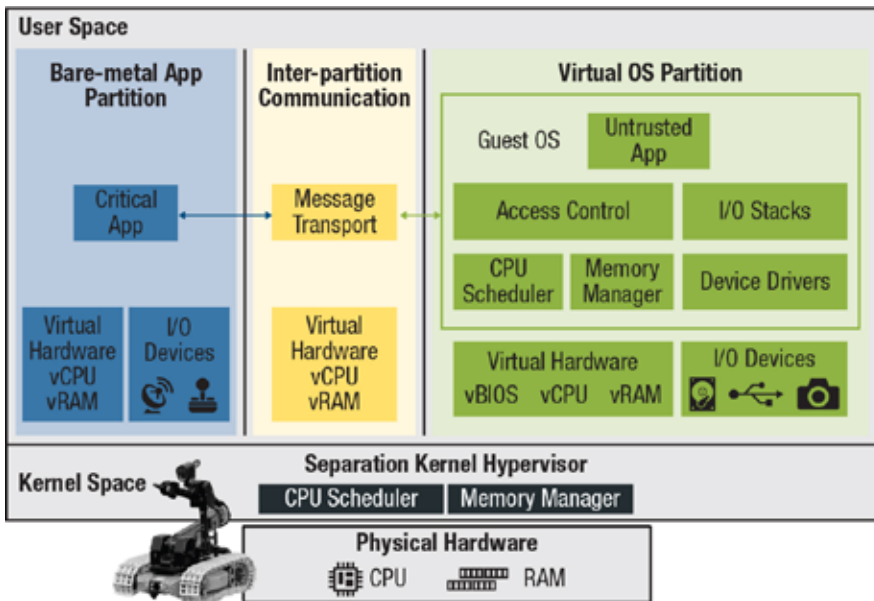 User Space
Bare-metal App
Partition
Critical
App
Virtual
Hardware
vCPU
vRAM
I/O
Devices
Inter-partition
Communication
Message
Transport
Virtual
Hardware
vCPU
vRAM
Virtual OS Partition
Guest OS
Untrusted
App
Access Control
I/O Stacks
CPU
Scheduler
Memory
Manager
Device Drivers
Virtual Hardware
vBIOS vCPU vRAM
I/O Devices
Kernel Space
Separation Kernel Hypervisor
CPU Scheduler
Memory Manager
Physical Hardware
CPU
RAM